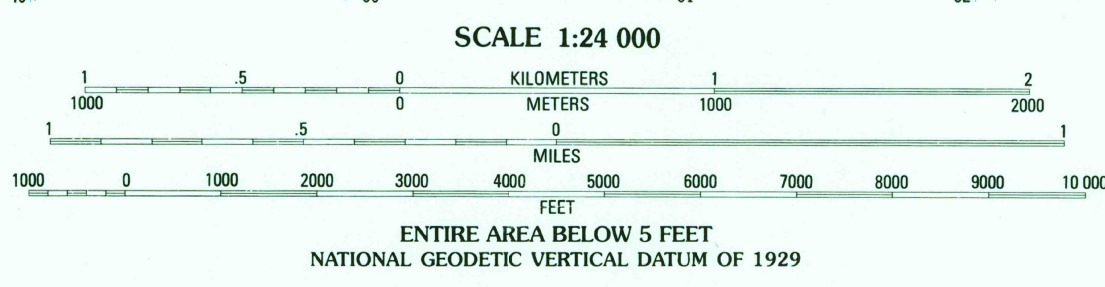 SCALE 1:24 000
1 .5 0 KILOMETERS 1 2
1000 0 METERS 1000 2000
1 .5 0 1
MILES
1000 0 1000 2000 3000 4000 5000 6000 7000 8000 9000 10 000
FEET
ENTIRE AREA BELOW 5 FEET
NATIONAL GEODETIC VERTICAL DATUM OF 1929